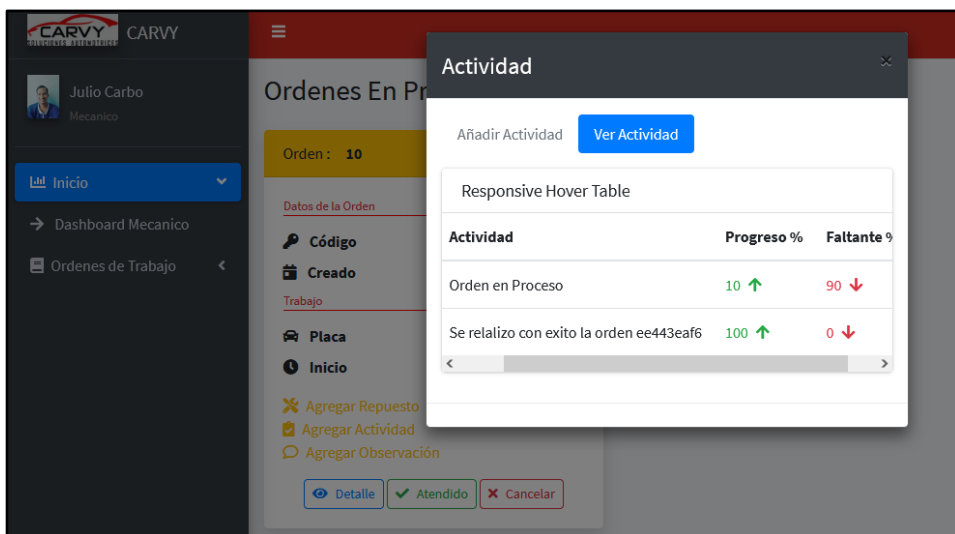 CARVY
SOLUCIONES AUTOMOTRICES
CARVY
Julio Carbo
Mecanico
Inicio
Dashboard Mecanico
Ordenes de Trabajo
Ordenes En Pr
Orden : 10
Datos de la Orden
Código
Creado
Trabajo
Placa
Inicio
Agregar Repuesto
Agregar Actividad
Agregar Observación
Detalle Atendido Cancelar
Actividad ×
Añadir Actividad Ver Actividad
Responsive Hover Table
Actividad Progreso % Faltante %
Orden en Proceso 10 90
Se relalizo con exito la orden ee443eaf6 100 0